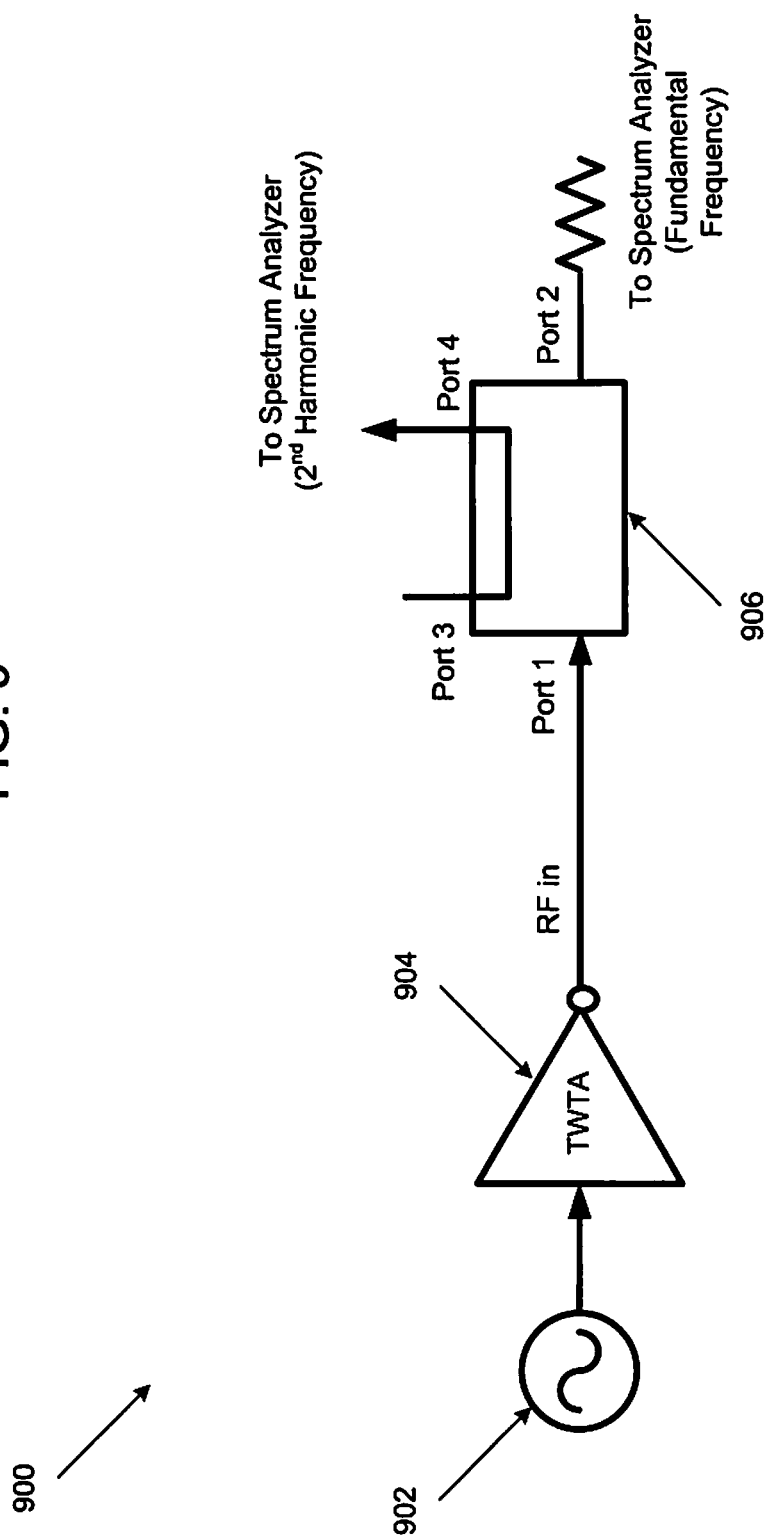 FIG.
900
To Spectrum Analyzer
(2nd Harmonic Frequency)
902
904
TWTA
RF in
Port 1
Port 3
Port 4
Port 2
To Spectrum Analyzer
(Fundamental
Frequency)
906